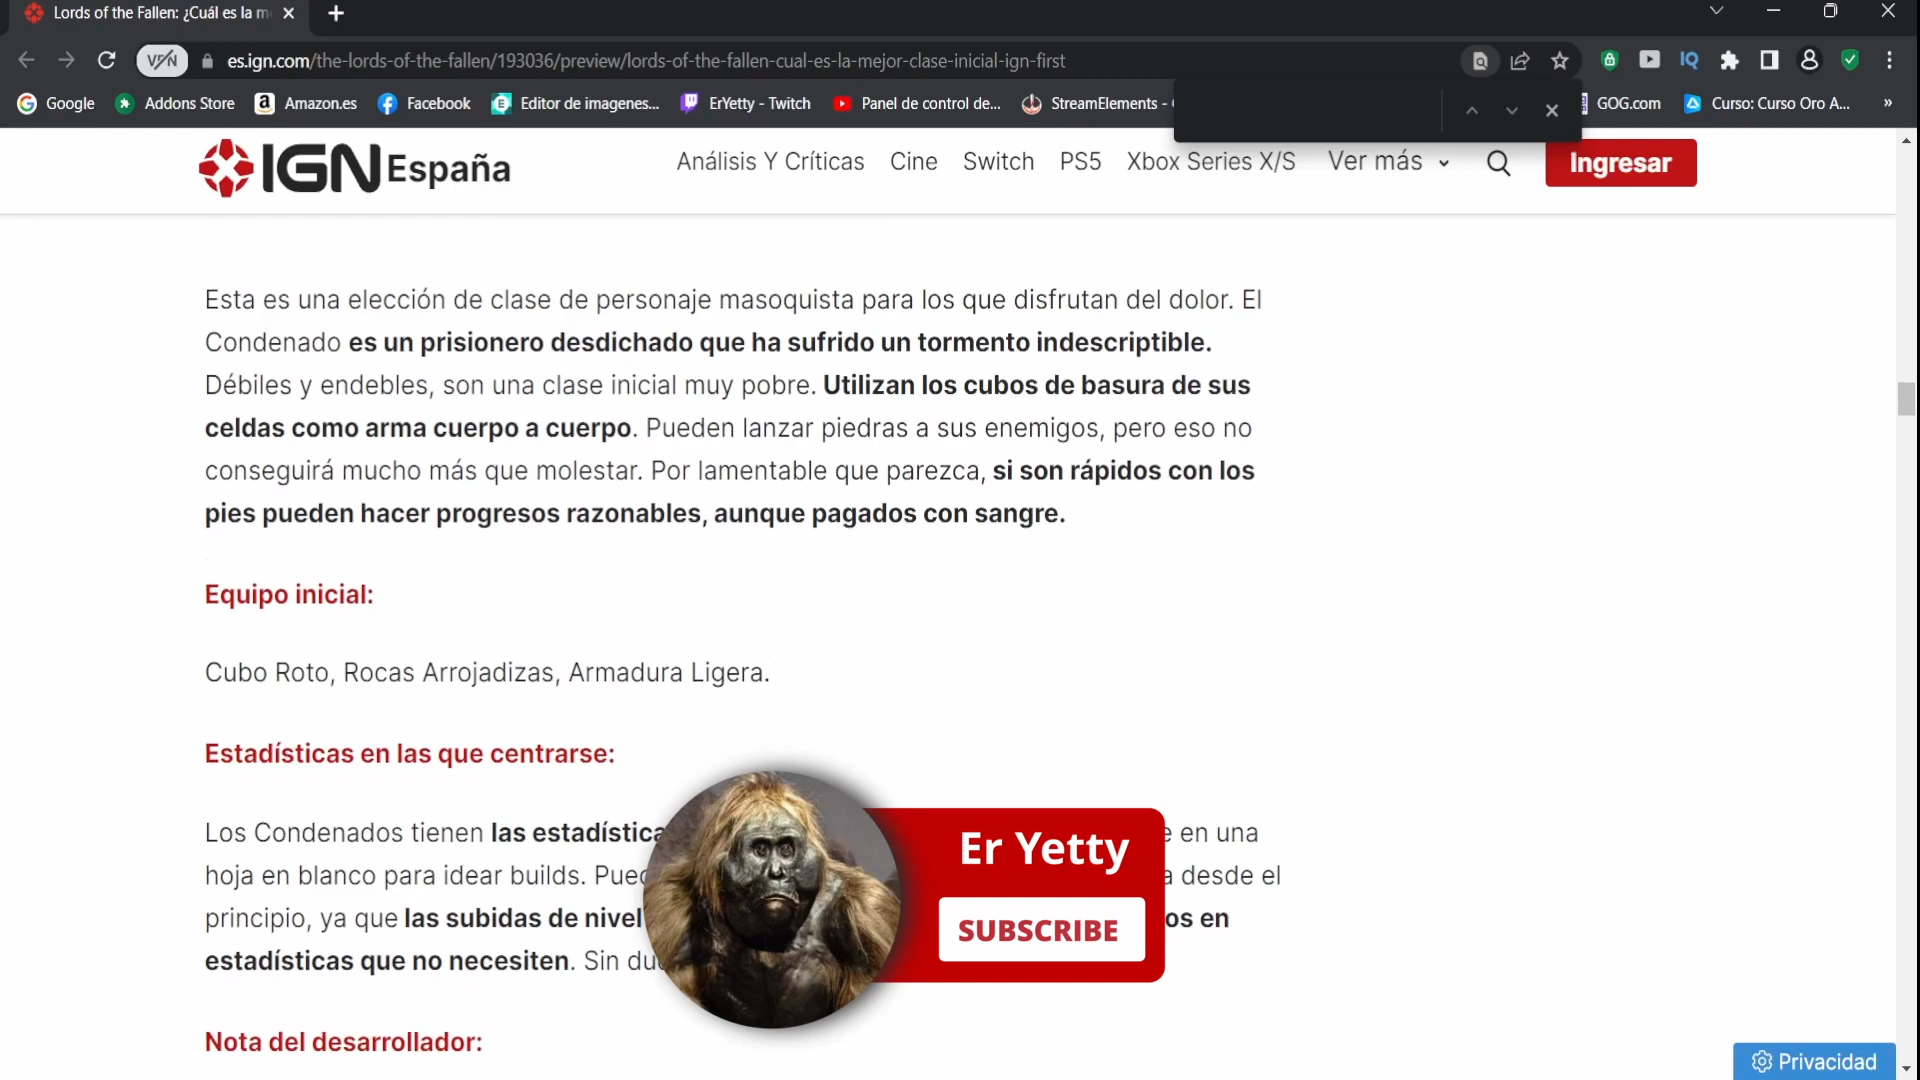 Lords of the Fallen: ¿Cuál es la m
VPN
es.ign.com/the-lords-of-the-fallen/193036/preview/lords-of-the-fallen-cual-es-la-mejor-clase-inicial-ign-first
IQ
Google
Addons Store
Amazon.es
Facebook
Editor de imagenes...
ErYetty - Twitch
Panel de control de...
StreamElements -
GOG.com
Curso: Curso Oro A...
»
IGN España
Análisis Y Críticas
Cine
Switch
PS5
Xbox Series X/S
Ver más
Ingresar
Esta es una elección de clase de personaje masoquista para los que disfrutan del dolor. El
Condenado es un prisionero desdichado que ha sufrido un tormento indescriptible.
Débiles y endebles, son una clase inicial muy pobre. Utilizan los cubos de basura de sus
celdas como arma cuerpo a cuerpo. Pueden lanzar piedras a sus enemigos, pero eso no
conseguirá mucho más que molestar. Por lamentable que parezca, si son rápidos con los
pies pueden hacer progresos razonables, aunque pagados con sangre.
Equipo inicial:
Cubo Roto, Rocas Arrojadizas, Armadura Ligera.
Estadísticas en las que centrarse:
Los Condenados tienen las estadística e en una
hoja en blanco para idear builds. Pued a desde el
principio, ya que las subidas de nivel os en
estadísticas que no necesiten. Sin du
Er Yetty
SUBSCRIBE
Nota del desarrollador:
Privacidad